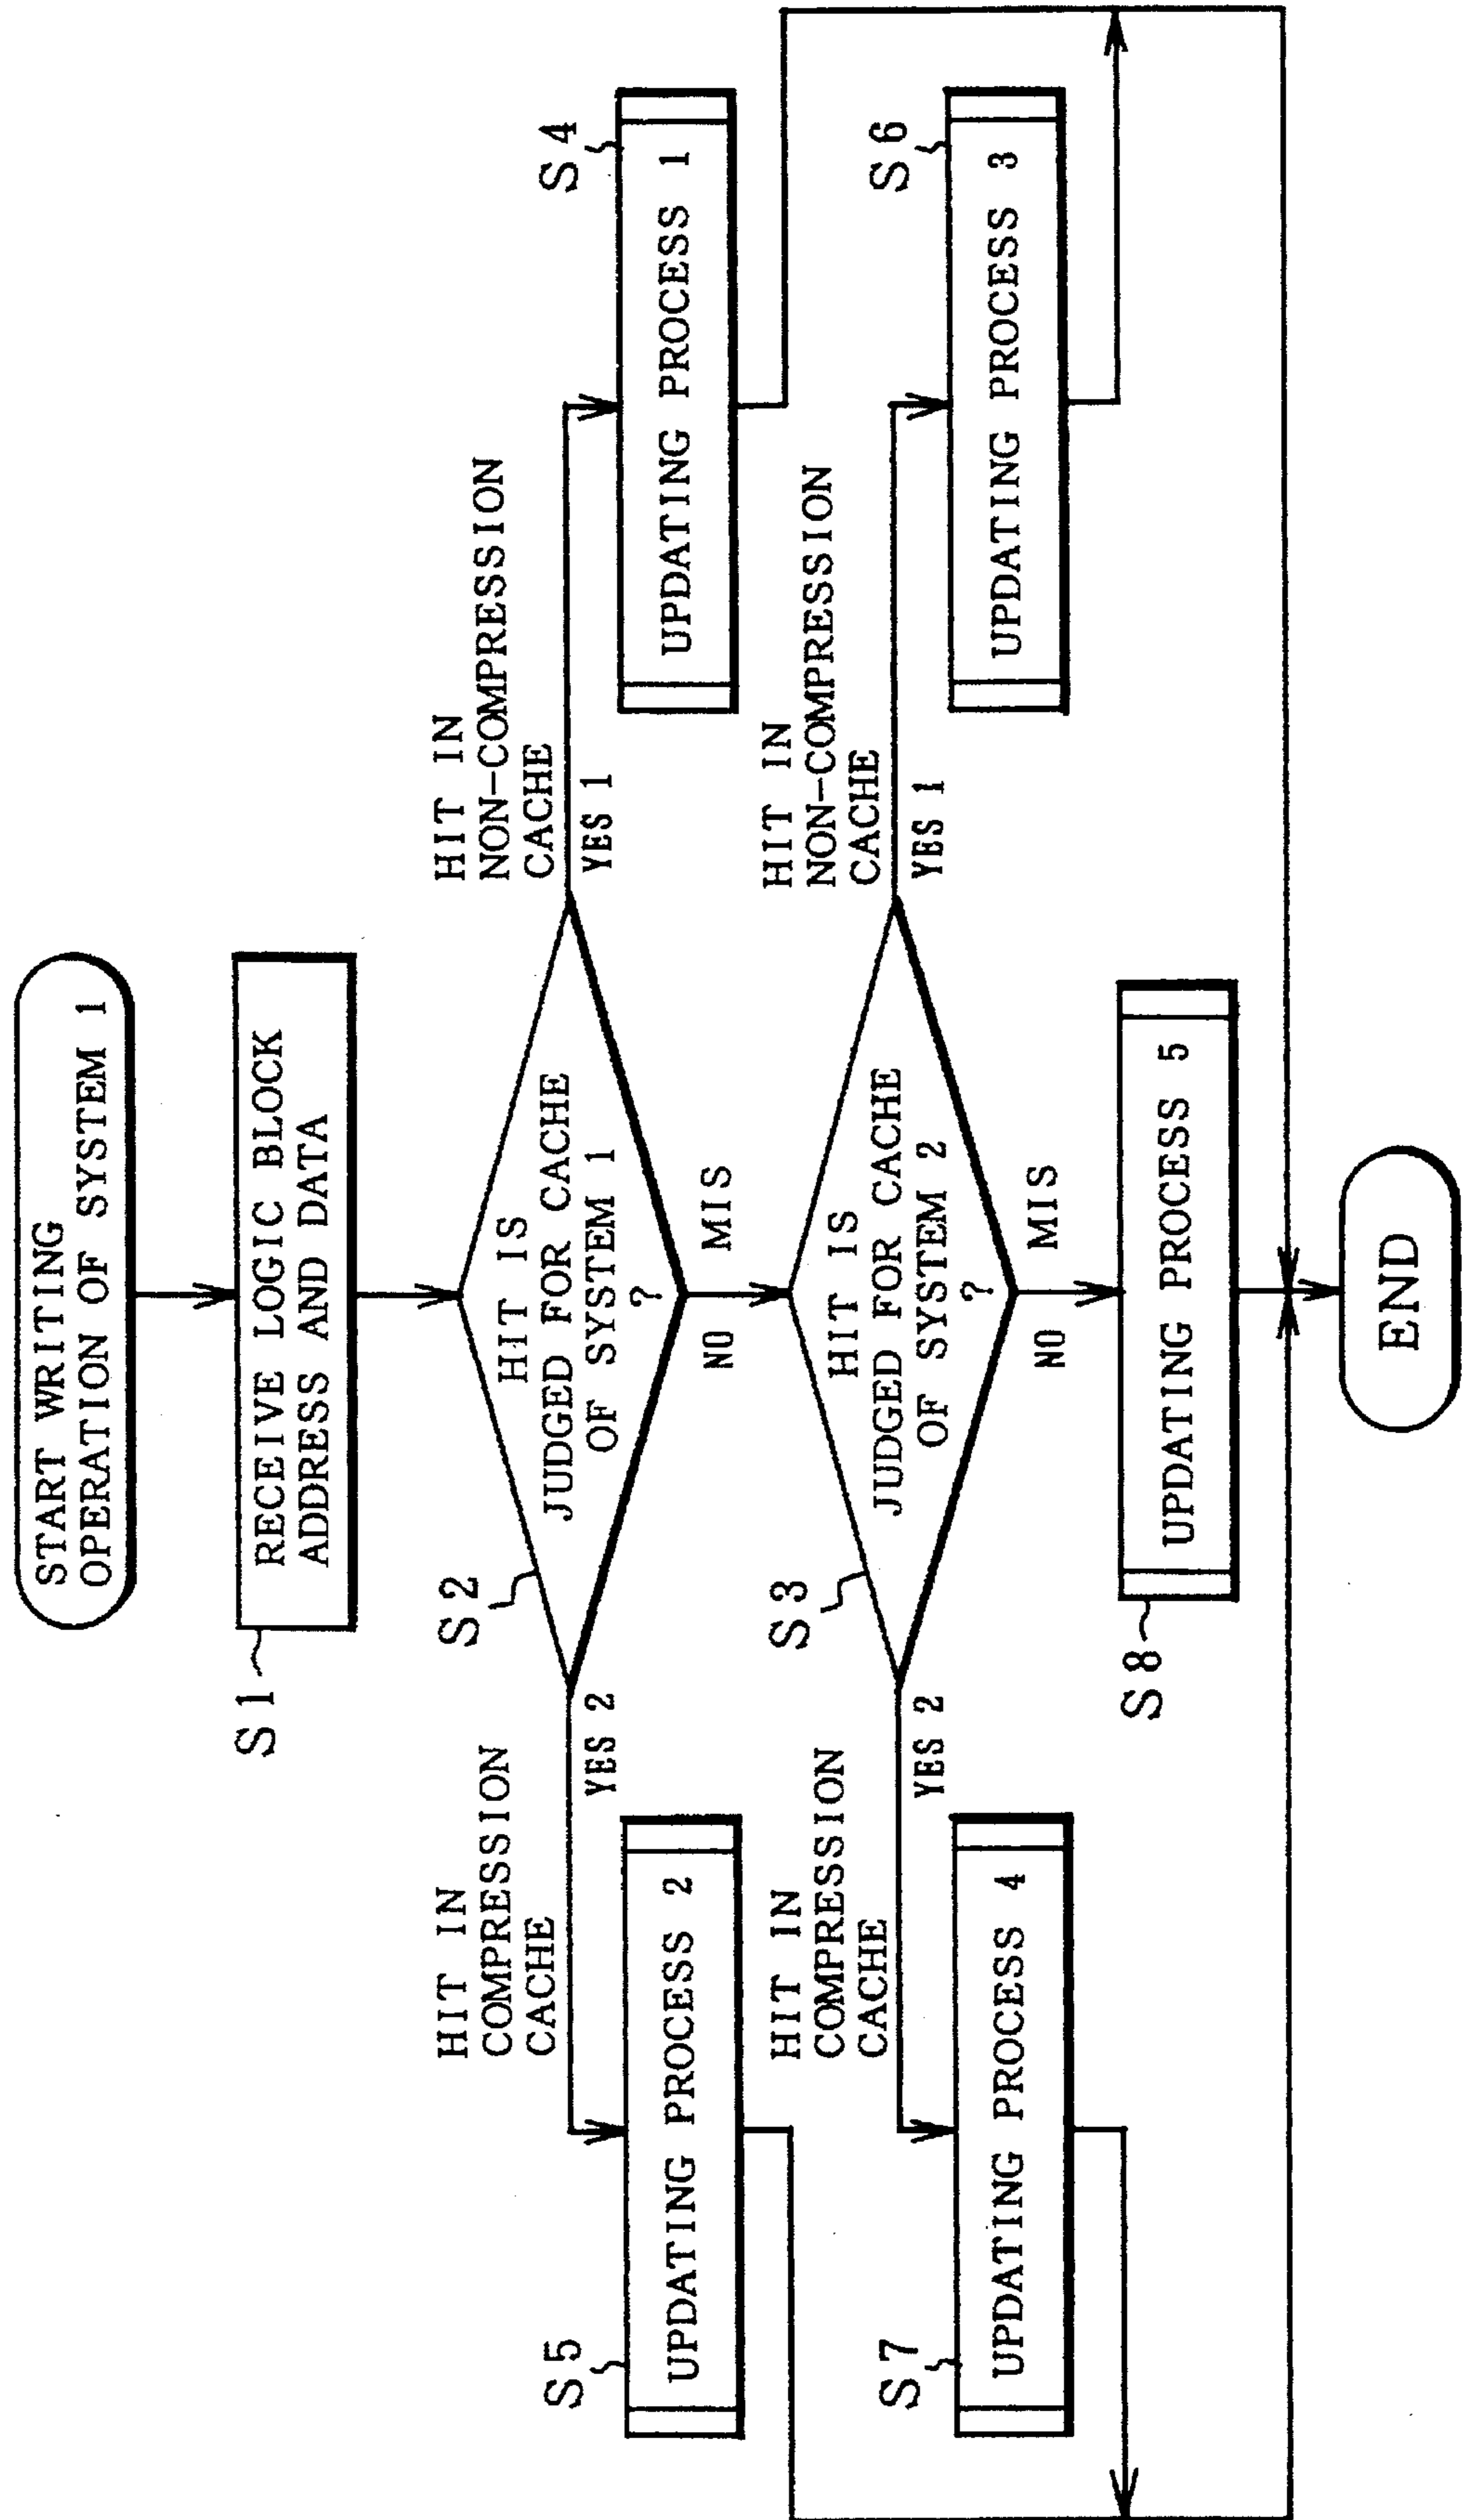 START WRITING
OPERATION OF SYSTEM 1
S1
RECEIVE LOGIC BLOCK
ADDRESS AND DATA
S2
HIT IS
JUDGED FOR CACHE
OF SYSTEM 1
?
HIT IN
COMPRESSION
CACHE
YES 2
HIT IN
NON-COMPRESSION
CACHE
YES 1
S5
UPDATING PROCESS 2
S4
UPDATING PROCESS 1
NO
MIS
S3
HIT IS
JUDGED FOR CACHE
OF SYSTEM 2
?
HIT IN
COMPRESSION
CACHE
YES 2
HIT IN
NON-COMPRESSION
CACHE
YES 1
S7
UPDATING PROCESS 4
S6
UPDATING PROCESS 3
NO
MIS
S8
UPDATING PROCESS 5
END